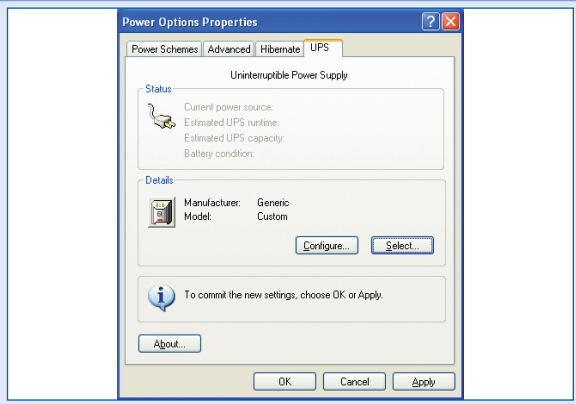 Power Options Properties
Power Schemes Advanced Hibernate UPS
Uninterruptible Power Supply
Status
Current power source:
Estimated UPS runtime:
Estimated UPS capacity:
Battery condition:
Details
Manufacturer: Generic
Model: Custom
Configure... Select...
To commit the new settings, choose OK or Apply.
About...
OK Cancel Apply